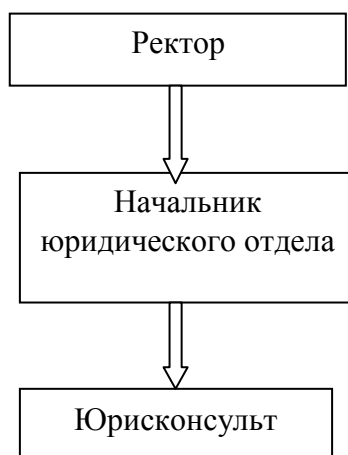 Ректор
Начальник
юридического отдела
Юрисконсульт